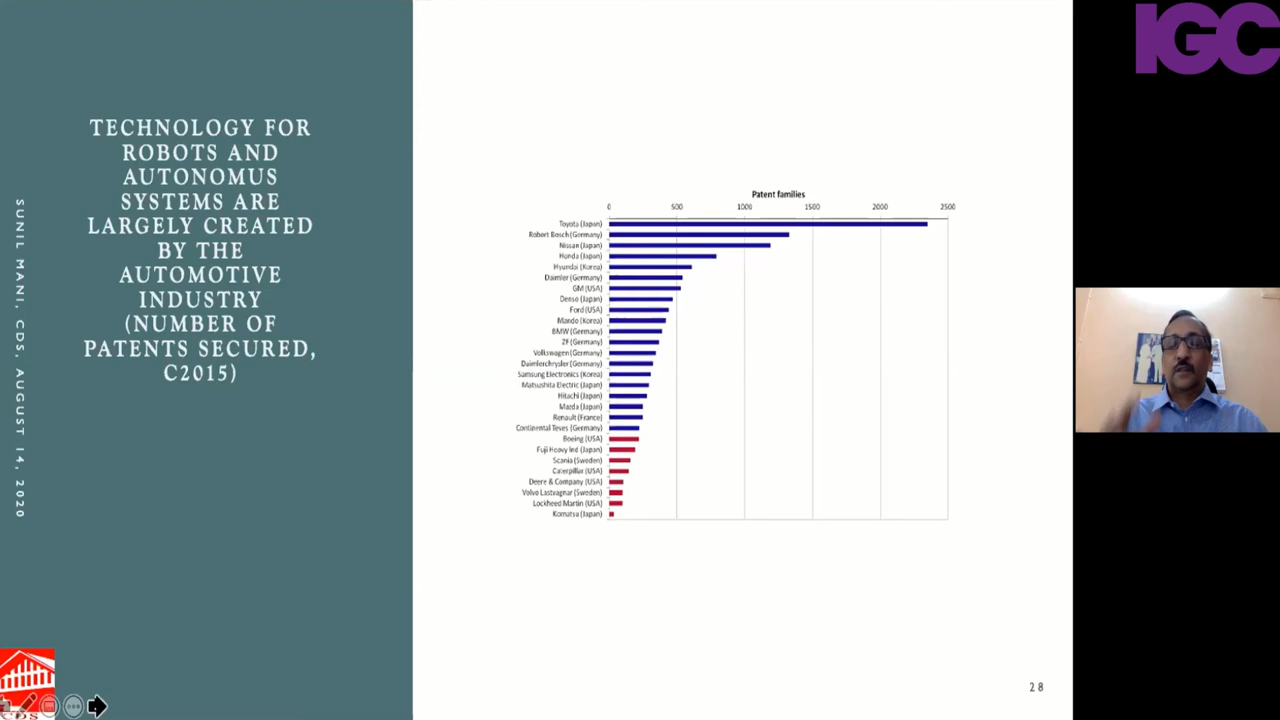 IGC
TECHNOLOGY FOR
ROBOTS AND
AUTONOMUS
SYSTEMS ARE
LARGELY CREATED
BY THE
AUTOMOTIVE
INDUSTRY
(NUMBER OF
PATENTS SECURED,
C2015)
SUNIL MANI, CDS, AUGUST 14, 2020
Patent families
0 500 1000 1500 2000 2500
Toyota (Japan)
Robert Bosch (Germany)
Nissan (Japan)
Honda (Japan)
Hyundai (Korea)
Daimler (Germany)
GM (USA)
Denso (Japan)
Ford (USA)
Mando (Korea)
BMW (Germany)
ZF (Germany)
Volkswagen (Germany)
Daimlerchrysler (Germany)
Samsung Electronics (Korea)
Matsushita Electric (Japan)
Hitachi (Japan)
Mazda (Japan)
Renault (France)
Continental Teves (Germany)
Boeing (USA)
Fuji Heavy Ind (Japan)
Scania (Sweden)
Caterpillar (USA)
Deere & Company (USA)
Volvo Lastvagnar (Sweden)
Lockheed Martin (USA)
Komatsu (Japan)
28
CDS